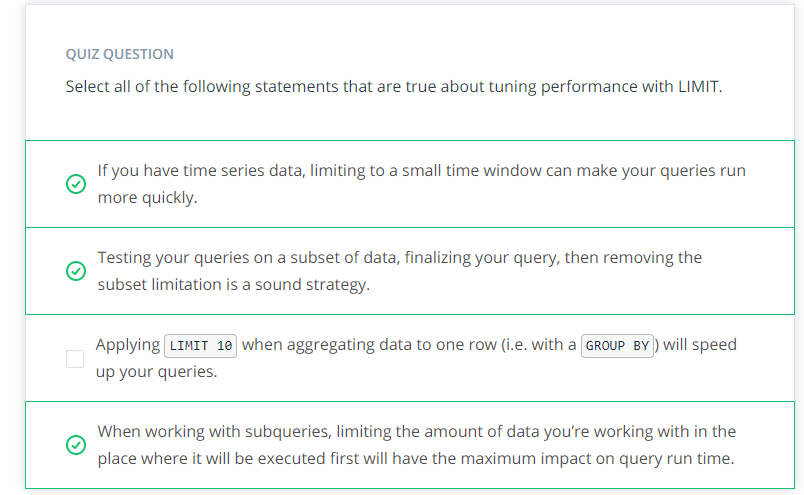 QUIZ QUESTION
Select all of the following statements that are true about tuning performance with LIMIT.
If you have time series data, limiting to a small time window can make your queries run
more quickly.
Testing your queries on a subset of data, finalizing your query, then removing the
subset limitation is a sound strategy.
Applying LIMIT 10 when aggregating data to one row (i.e. with a GROUP BY) will speed
up your queries.
When working with subqueries, limiting the amount of data you’re working with in the
place where it will be executed first will have the maximum impact on query run time.